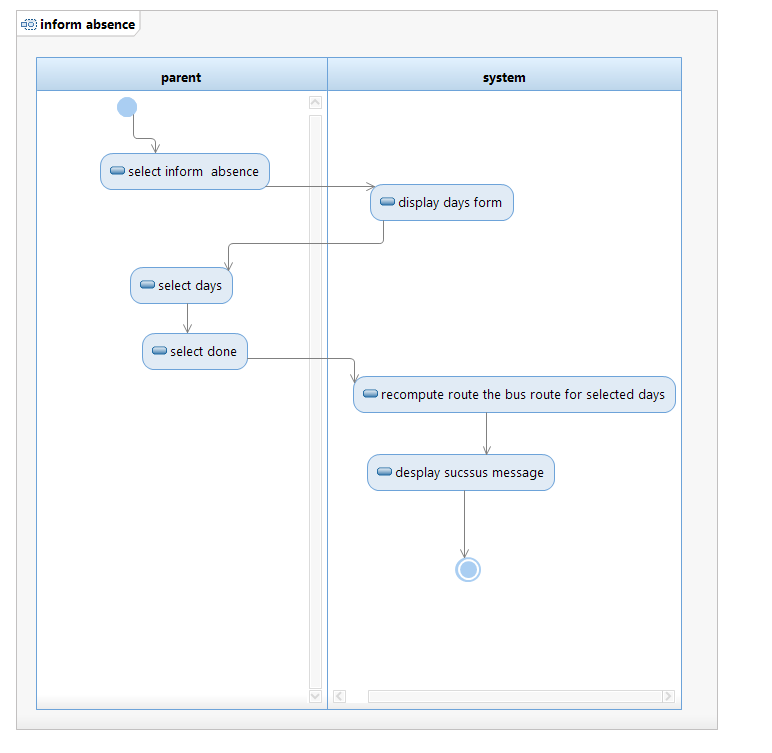 inform absence
parent
system
select inform  absence
display days form
select days
select done
recompute route the bus route for selected days
desplay sucssus message